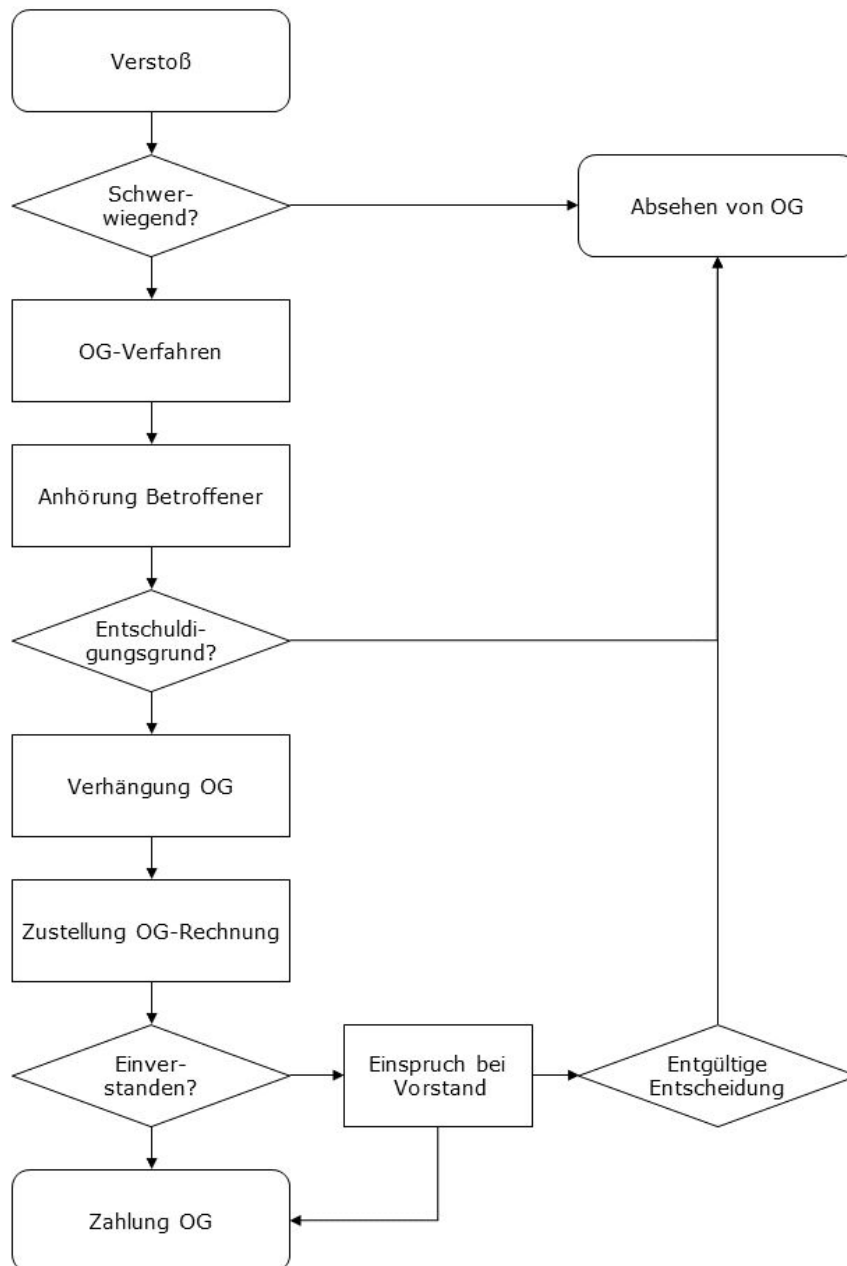 Verstoß
Schwer-
wiegend?
Absehen von OG
OG-Verfahren
Anhörung Betroffener
Entschuldi-
gungsgrund?
Verhängung OG
Zustellung OG-Rechnung
Einver-
standen?
Einspruch bei
Vorstand
Entgültige
Entscheidung
Zahlung OG